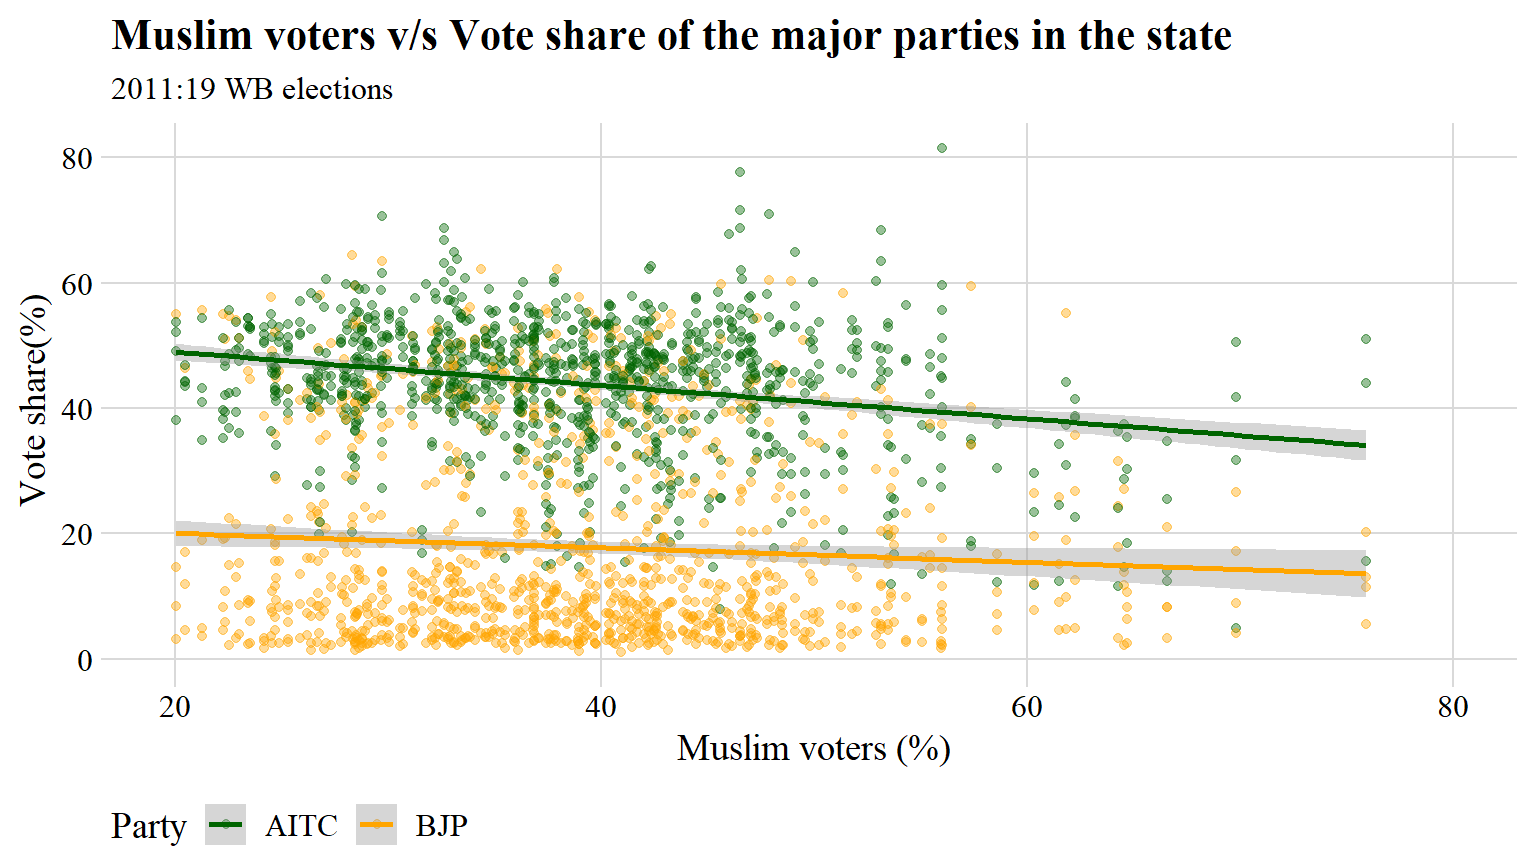 Muslim voters v/s Vote share of the major parties in the state
2011:19 WB elections
Vote share(%)
80
60
40
20
0
20 40 60 80
Muslim voters (%)
Party AITC BJP